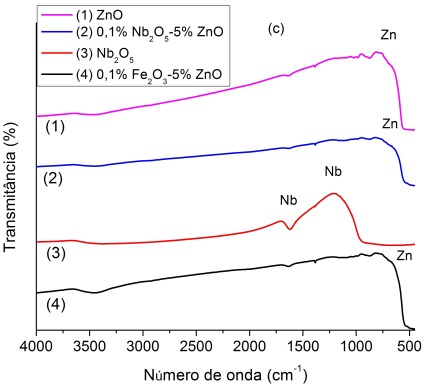 (1) ZnO
(2) 0,1% Nb₂O₅-5% ZnO
(3) Nb₂O₅
(4) 0,1% Fe₂O₃-5% ZnO
(c)
Zn
(1)
Zn
(2)
Nb
Nb
(3)
Zn
(4)
Transmitância (%)
4000 3500 3000 2500 2000 1500 1000 500
Número de onda (cm⁻¹)